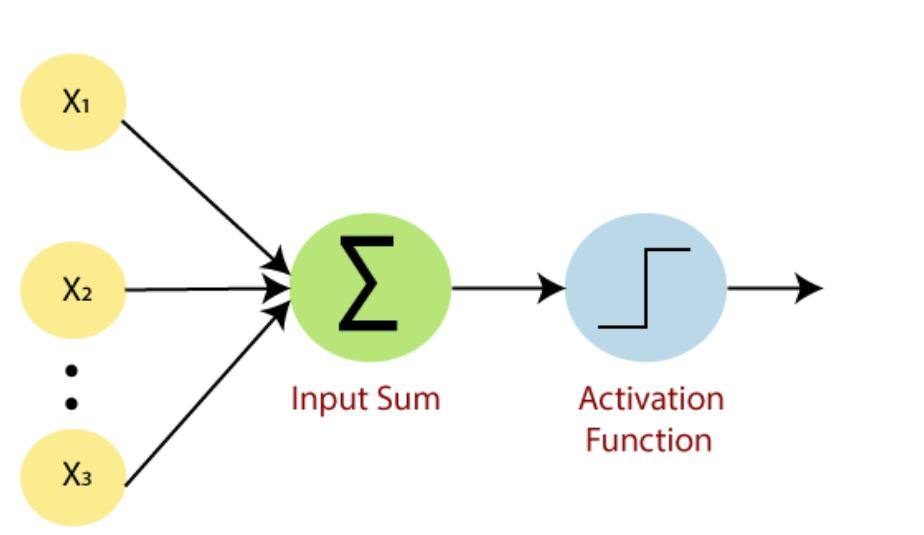 X₁
X₂
X₃
Σ
Input Sum
Activation
Function